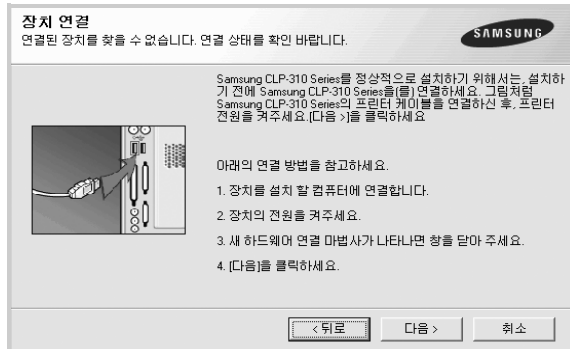 장치 연결
연결된 장치를 찾을 수 없습니다. 연결 상태를 확인 바랍니다.
SAMSUNG
Samsung CLP-310 Series를 정상적으로 설치하기 위해서는, 설치하
기 전에 Samsung CLP-310 Series을(를) 연결하세요. 그림처럼
Samsung CLP-310 Series의 프린터 케이블을 연결하신 후, 프린터
전원을 켜주세요.[다음 >]을 클릭하세요
아래의 연결 방법을 참고하세요.
1. 장치를 설치 할 컴퓨터에 연결합니다.
2. 장치의 전원을 켜주세요.
3. 새 하드웨어 연결 마법사가 나타나면 창을 닫아 주세요.
4. [다음]을 클릭하세요.
< 뒤로
다음 >
취소